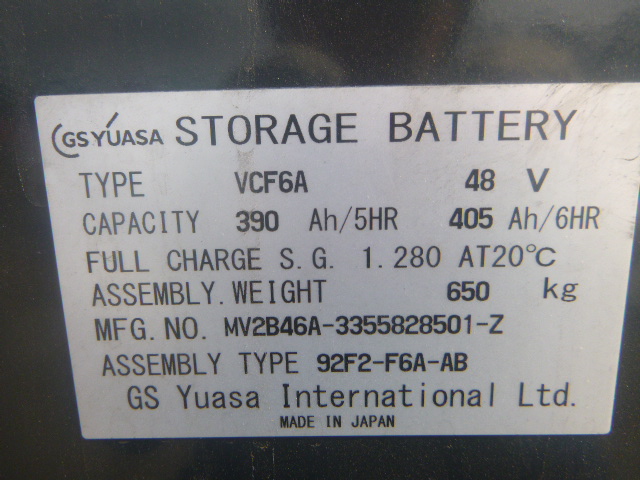 GS YUASA STORAGE BATTERY
TYPE VCF6A 48 V
CAPACITY 390 Ah/5HR 405 Ah/6HR
FULL CHARGE S.G. 1.280 AT20℃
ASSEMBLY.WEIGHT 650 kg
MFG.NO. MV2B46A-3355828501-Z
ASSEMBLY TYPE 92F2-F6A-AB
GS Yuasa International Ltd.
MADE IN JAPAN